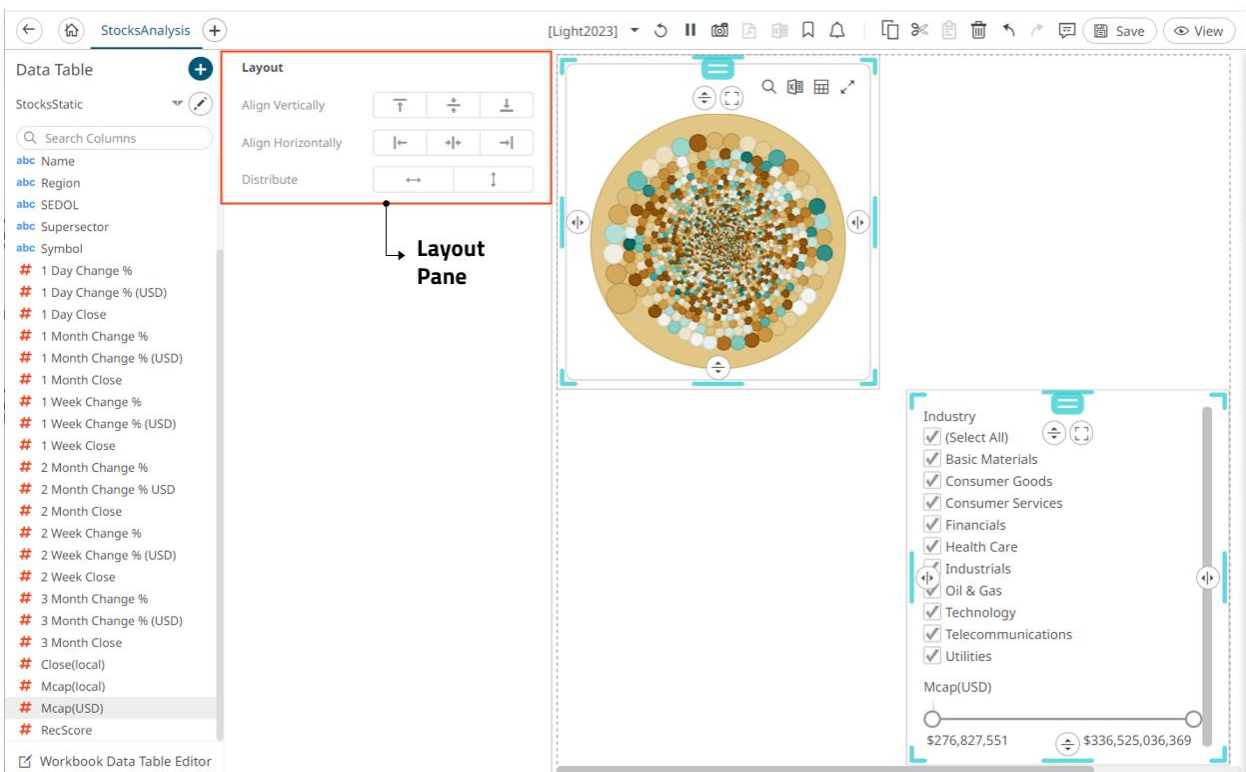 StocksAnalysis
[Light2023]
Save
View
Data Table
StocksStatic
Search Columns
abc Name
abc Region
abc SEDOL
abc Supersector
abc Symbol
# 1 Day Change %
# 1 Day Change % (USD)
# 1 Day Close
# 1 Month Change %
# 1 Month Change % (USD)
# 1 Month Close
# 1 Week Change %
# 1 Week Change % (USD)
# 1 Week Close
# 2 Month Change %
# 2 Month Change % USD
# 2 Month Close
# 2 Week Change %
# 2 Week Change % (USD)
# 2 Week Close
# 3 Month Change %
# 3 Month Change % (USD)
# 3 Month Close
# Close(local)
# Mcap(local)
# Mcap(USD)
# RecScore
Workbook Data Table Editor
Layout
Align Vertically
Align Horizontally
Distribute
Layout
Pane
Industry
(Select All)
Basic Materials
Consumer Goods
Consumer Services
Financials
Health Care
Industrials
Oil & Gas
Technology
Telecommunications
Utilities
Mcap(USD)
$276,827,551
$336,525,036,369